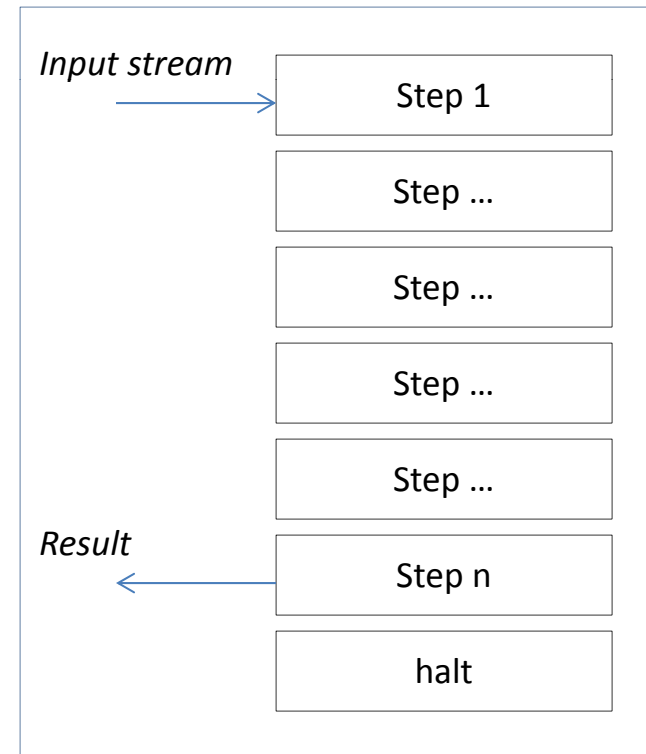 Input stream
Step 1
Step …
Step …
Step …
Step …
Result
Step n
halt